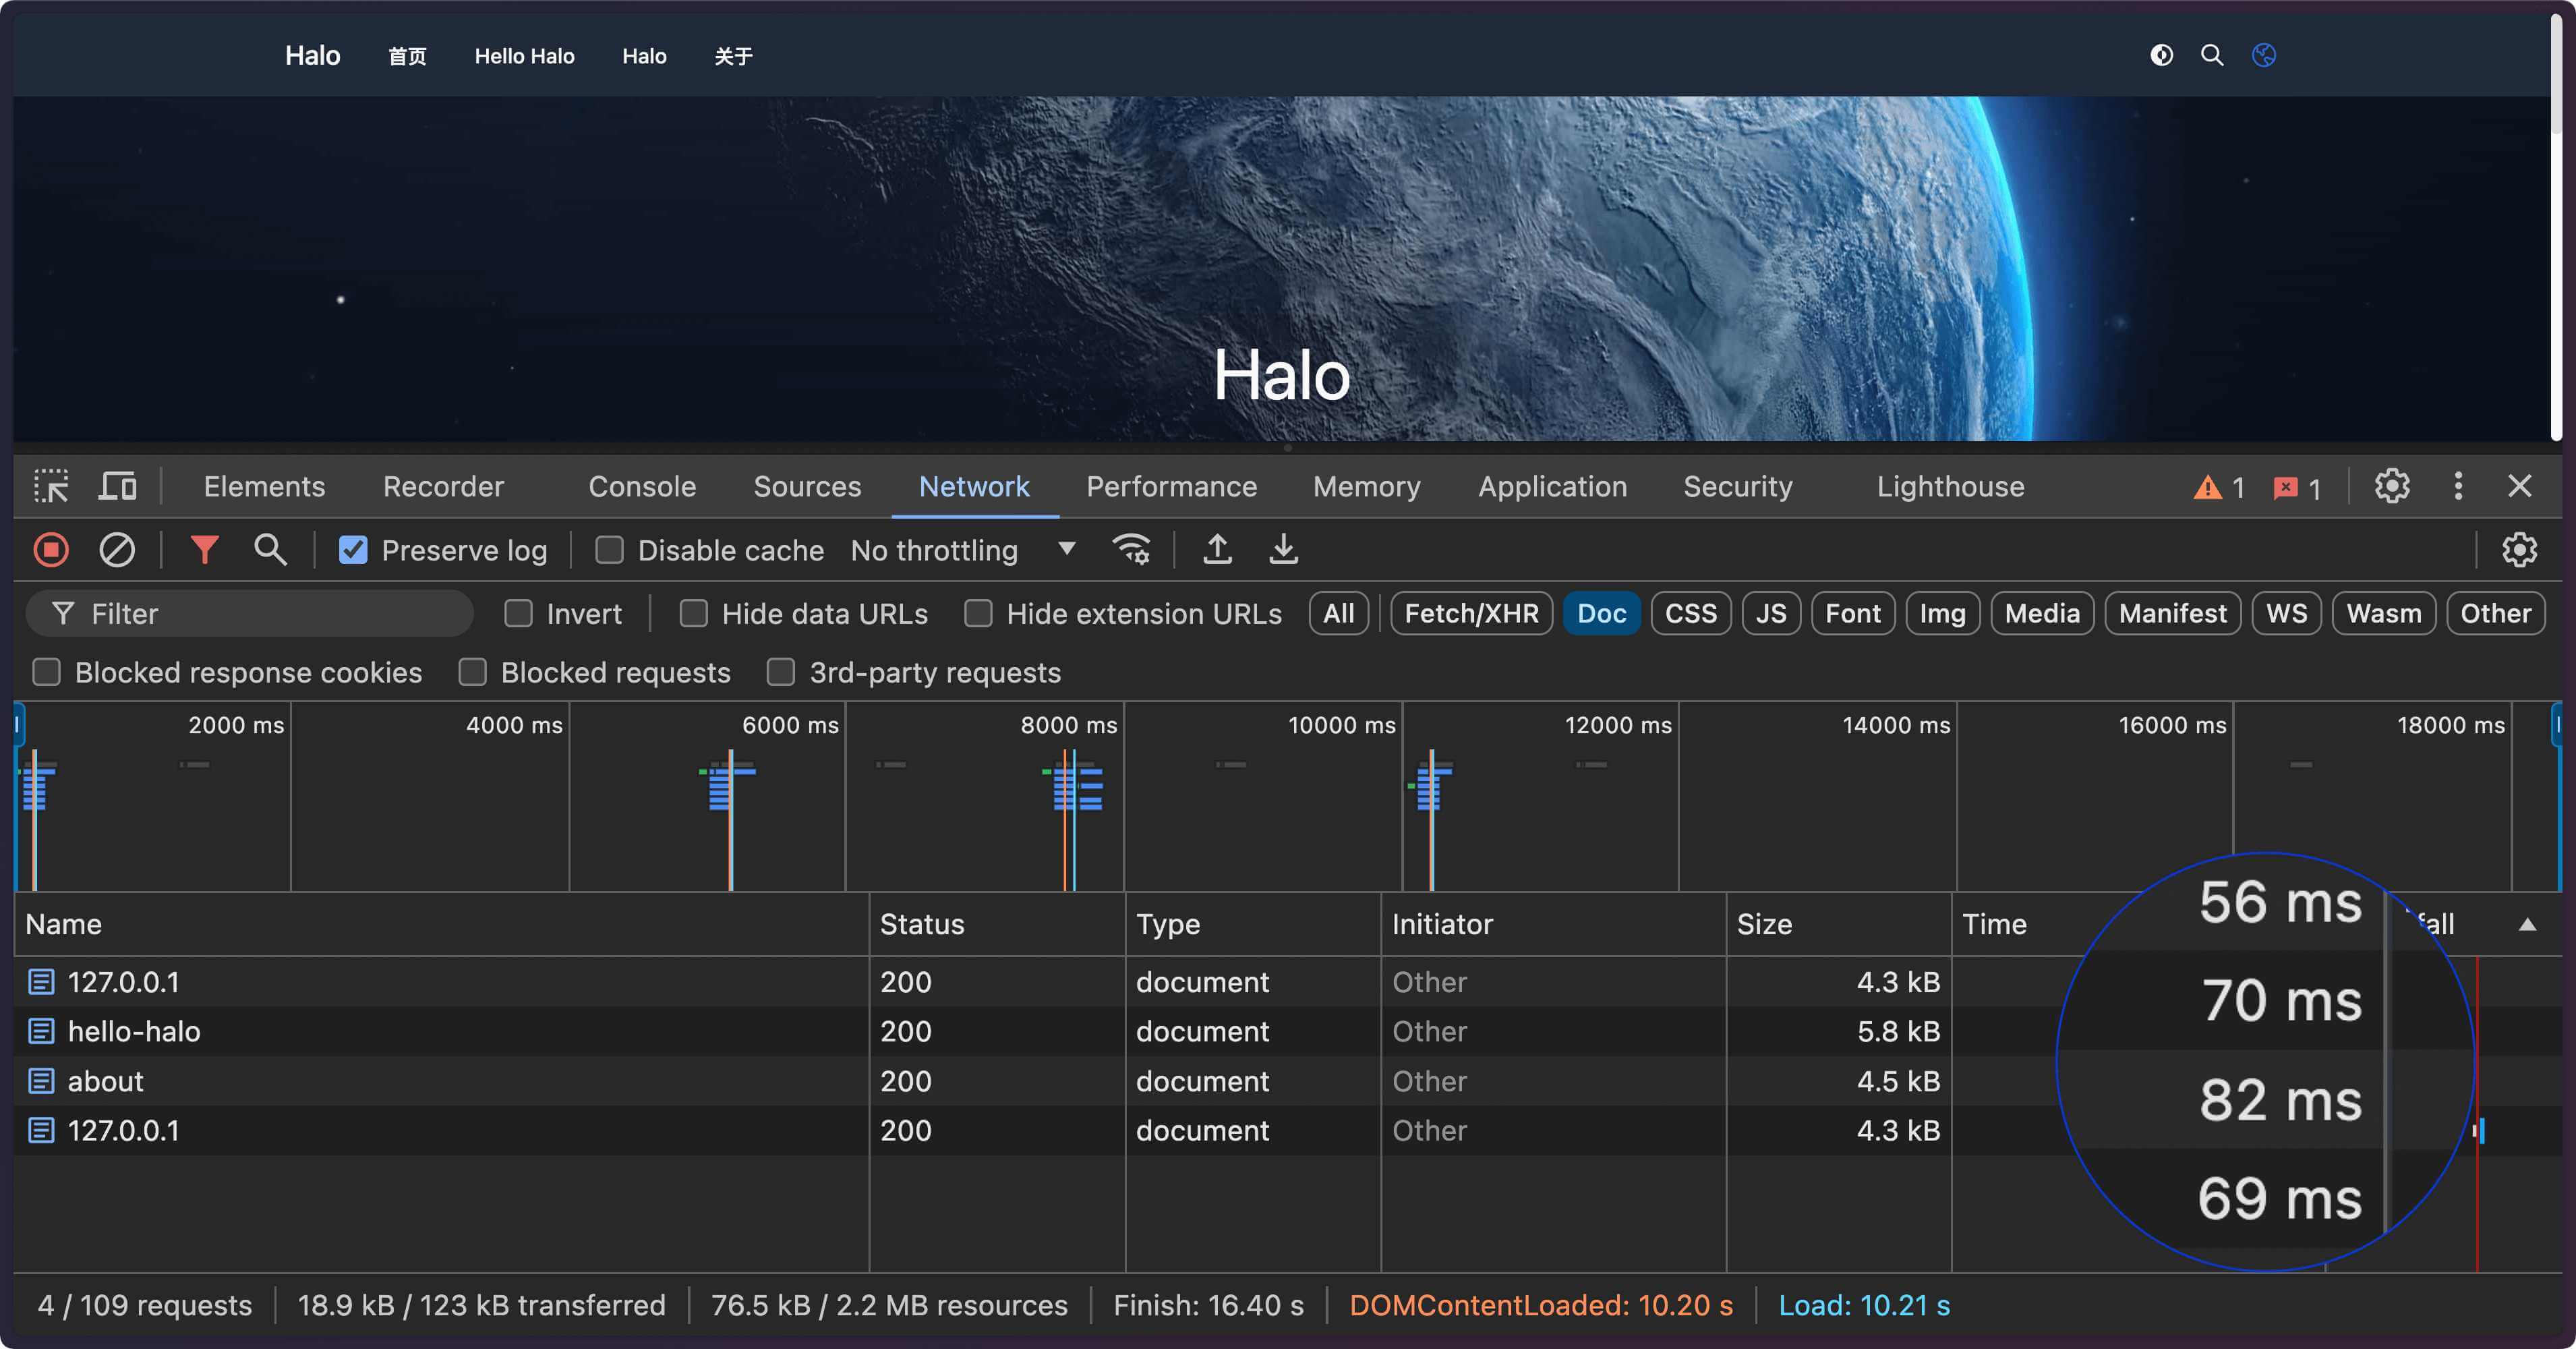 Halo 首页 Hello Halo Halo 关于
Halo
Elements Recorder Console Sources Network Performance Memory Application Security Lighthouse 1 1
Preserve log Disable cache No throttling
Filter Invert Hide data URLs Hide extension URLs All Fetch/XHR Doc CSS JS Font Img Media Manifest WS Wasm Other
Blocked response cookies Blocked requests 3rd-party requests
2000 ms 4000 ms 6000 ms 8000 ms 10000 ms 12000 ms 14000 ms 16000 ms 18000 ms
Name Status Type Initiator Size Time 56 ms
127.0.0.1 200 document Other 4.3 kB 70 ms
hello-halo 200 document Other 5.8 kB
about 200 document Other 4.5 kB 82 ms
127.0.0.1 200 document Other 4.3 kB
69 ms
4 / 109 requests 18.9 kB / 123 kB transferred 76.5 kB / 2.2 MB resources Finish: 16.40 s DOMContentLoaded: 10.20 s Load: 10.21 s